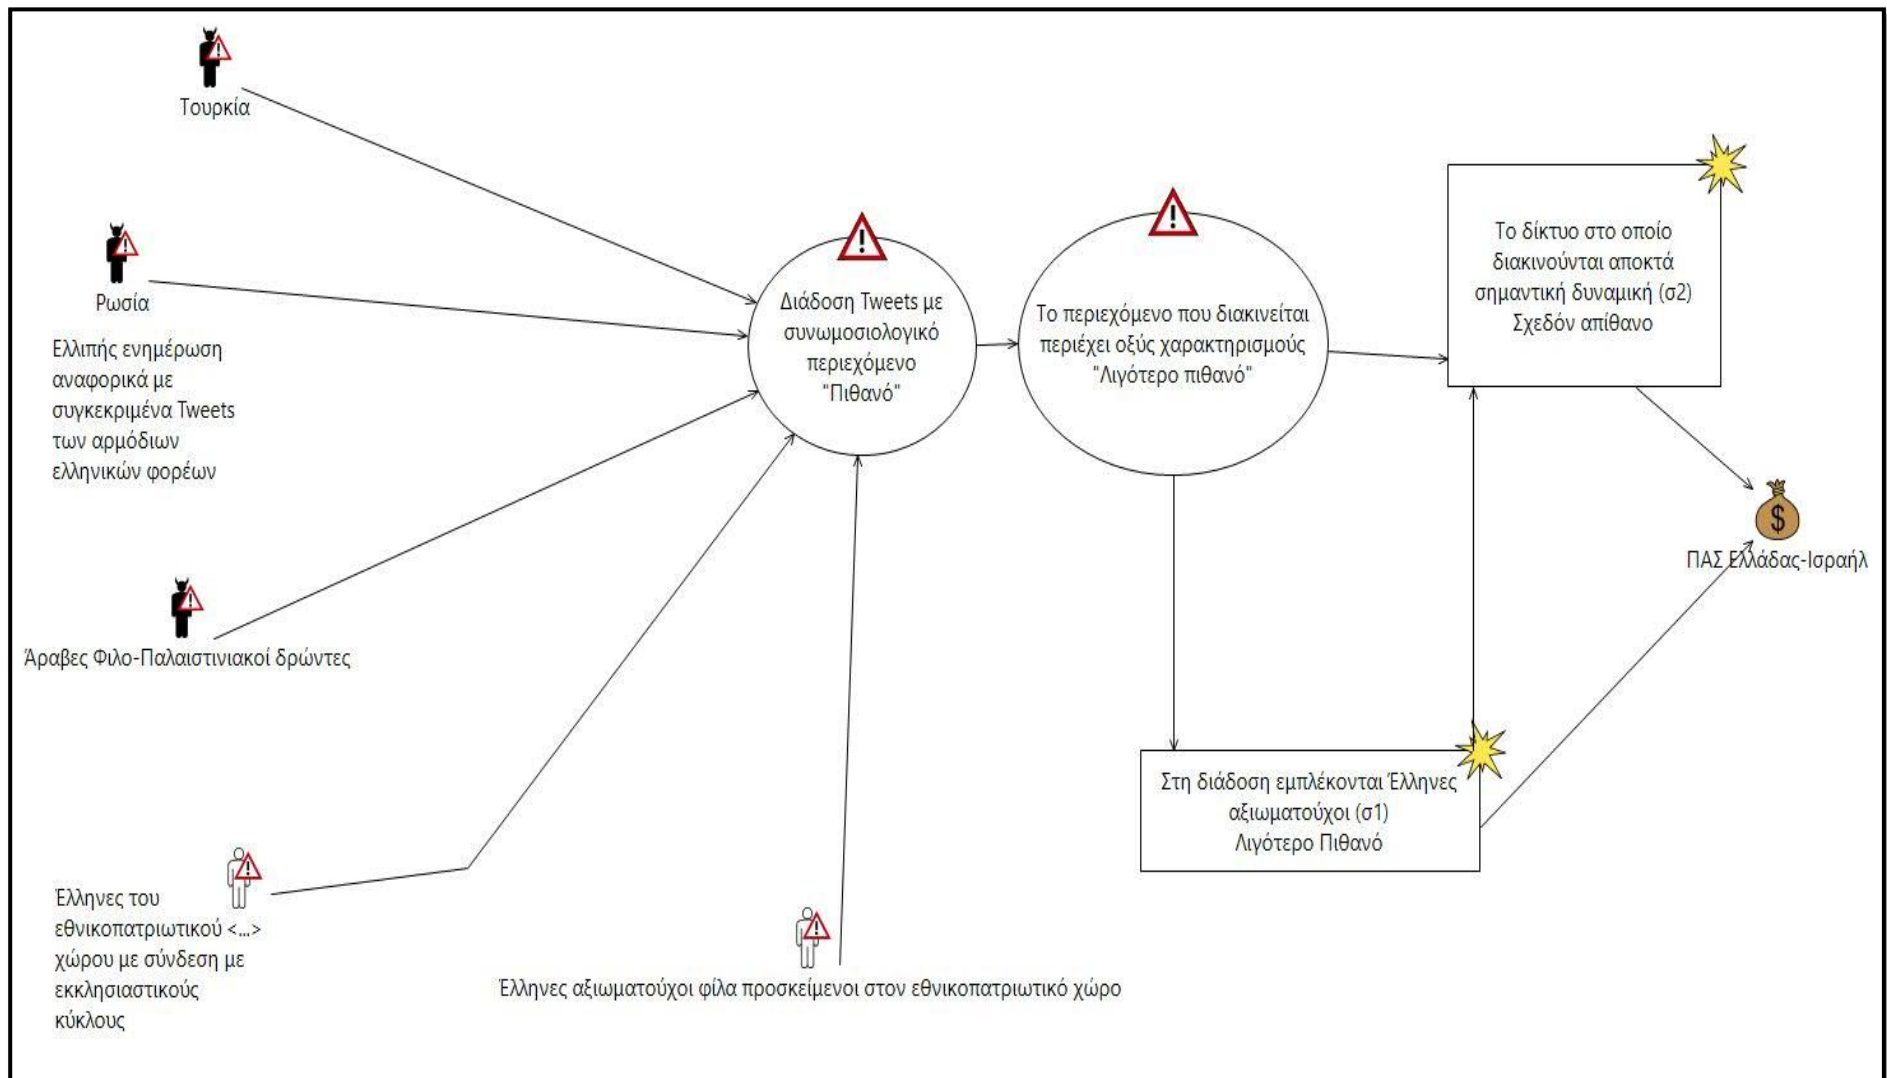 Τουρκία
Ρωσία
Ελλιπής ενημέρωση
αναφορικά με
συγκεκριμένα Tweets
των αρμόδιων
ελληνικών φορέων
Άραβες Φιλο-Παλαιστινιακοί δρώντες
Έλληνες του
εθνικοπατριωτικού <...>
χώρου με σύνδεση με
εκκλησιαστικούς
κύκλους
Έλληνες αξιωματούχοι φίλα προσκείμενοι στον εθνικοπατριωτικό χώρο
Διάδοση Tweets με
συνωμοσιολογικό
περιεχόμενο
"Πιθανό"
Το περιεχόμενο που διακινείται
περιέχει οξύς χαρακτηρισμούς
"Λιγότερο πιθανό"
Το δίκτυο στο οποίο
διακινούνται αποκτά
σημαντική δυναμική (σ2)
Σχεδόν απίθανο
Στη διάδοση εμπλέκονται Έλληνες
αξιωματούχοι (σ1)
Λιγότερο Πιθανό
$
ΠΑΣ Ελλάδας-Ισραήλ